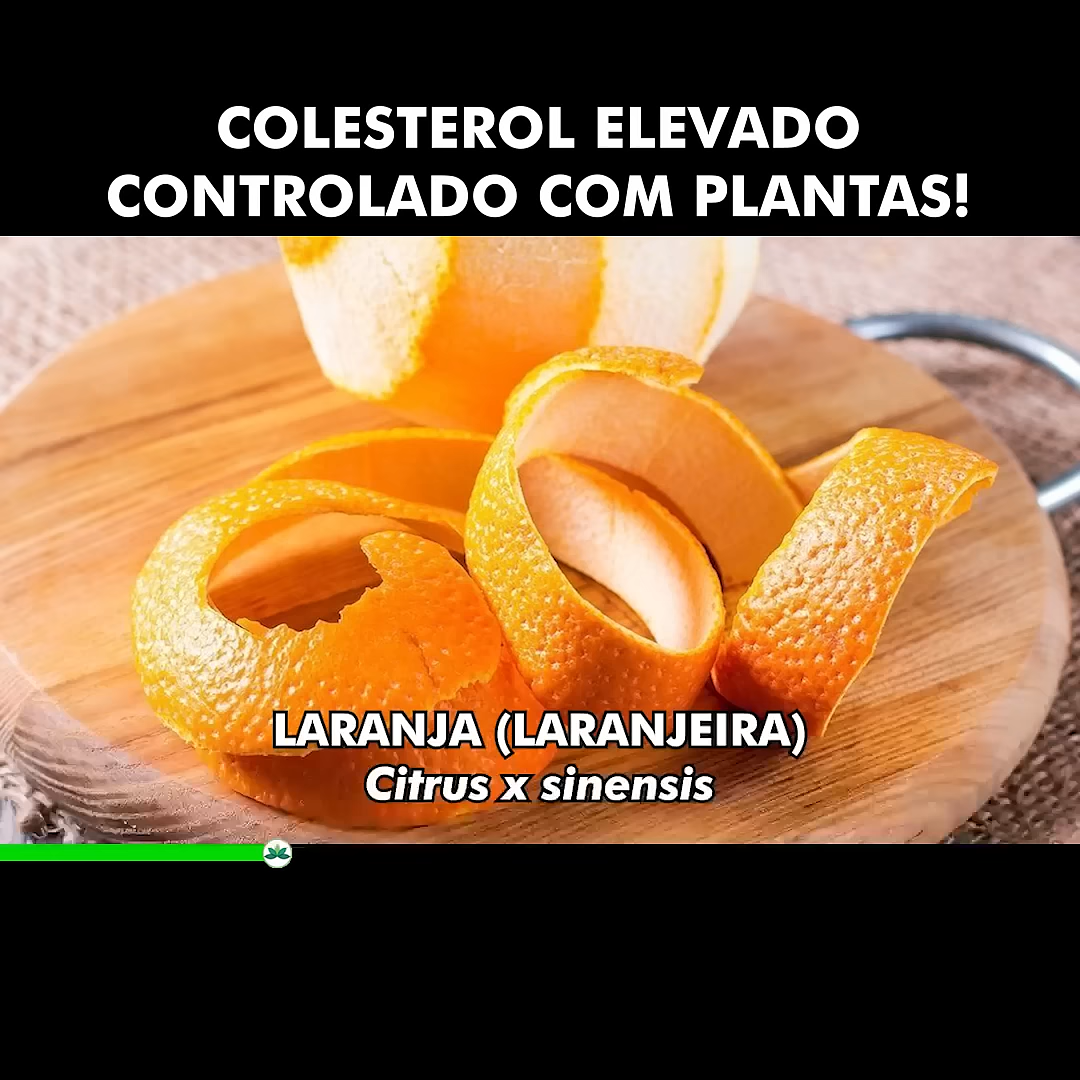 COLESTEROL ELEVADO
CONTROLADO COM PLANTAS!
LARANJA (LARANJEIRA)
Citrus x sinensis